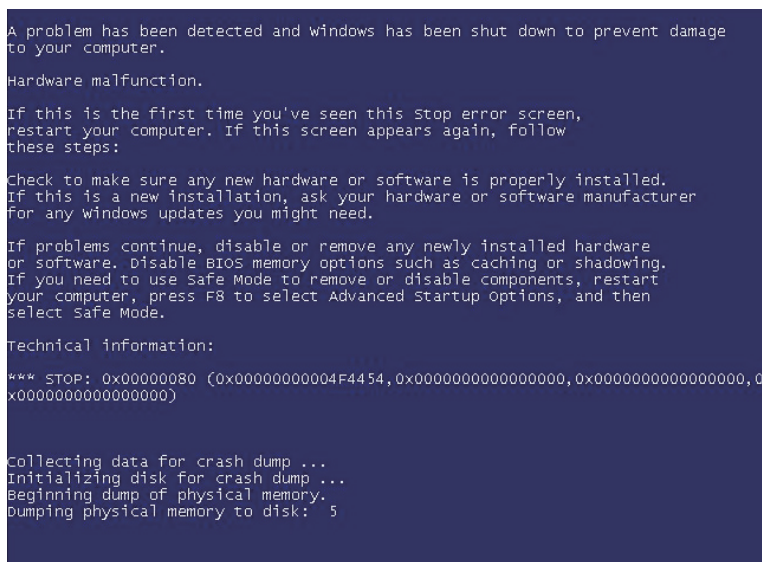 A problem has been detected and Windows has been shut down to prevent damage
to your computer.
Hardware malfunction.
If this is the first time you've seen this Stop error screen,
restart your computer. If this screen appears again, follow
these steps:
Check to make sure any new hardware or software is properly installed.
If this is a new installation, ask your hardware or software manufacturer
for any Windows updates you might need.
If problems continue, disable or remove any newly installed hardware
or software. Disable BIOS memory options such as caching or shadowing.
If you need to use Safe Mode to remove or disable components, restart
your computer, press F8 to select Advanced Startup Options, and then
select Safe Mode.
Technical information:
*** STOP: 0x00000080 (0x00000000004F4454,0x0000000000000000,0x0000000000000000,0
x0000000000000000)
Collecting data for crash dump ...
Initializing disk for crash dump ...
Beginning dump of physical memory.
Dumping physical memory to disk:  5